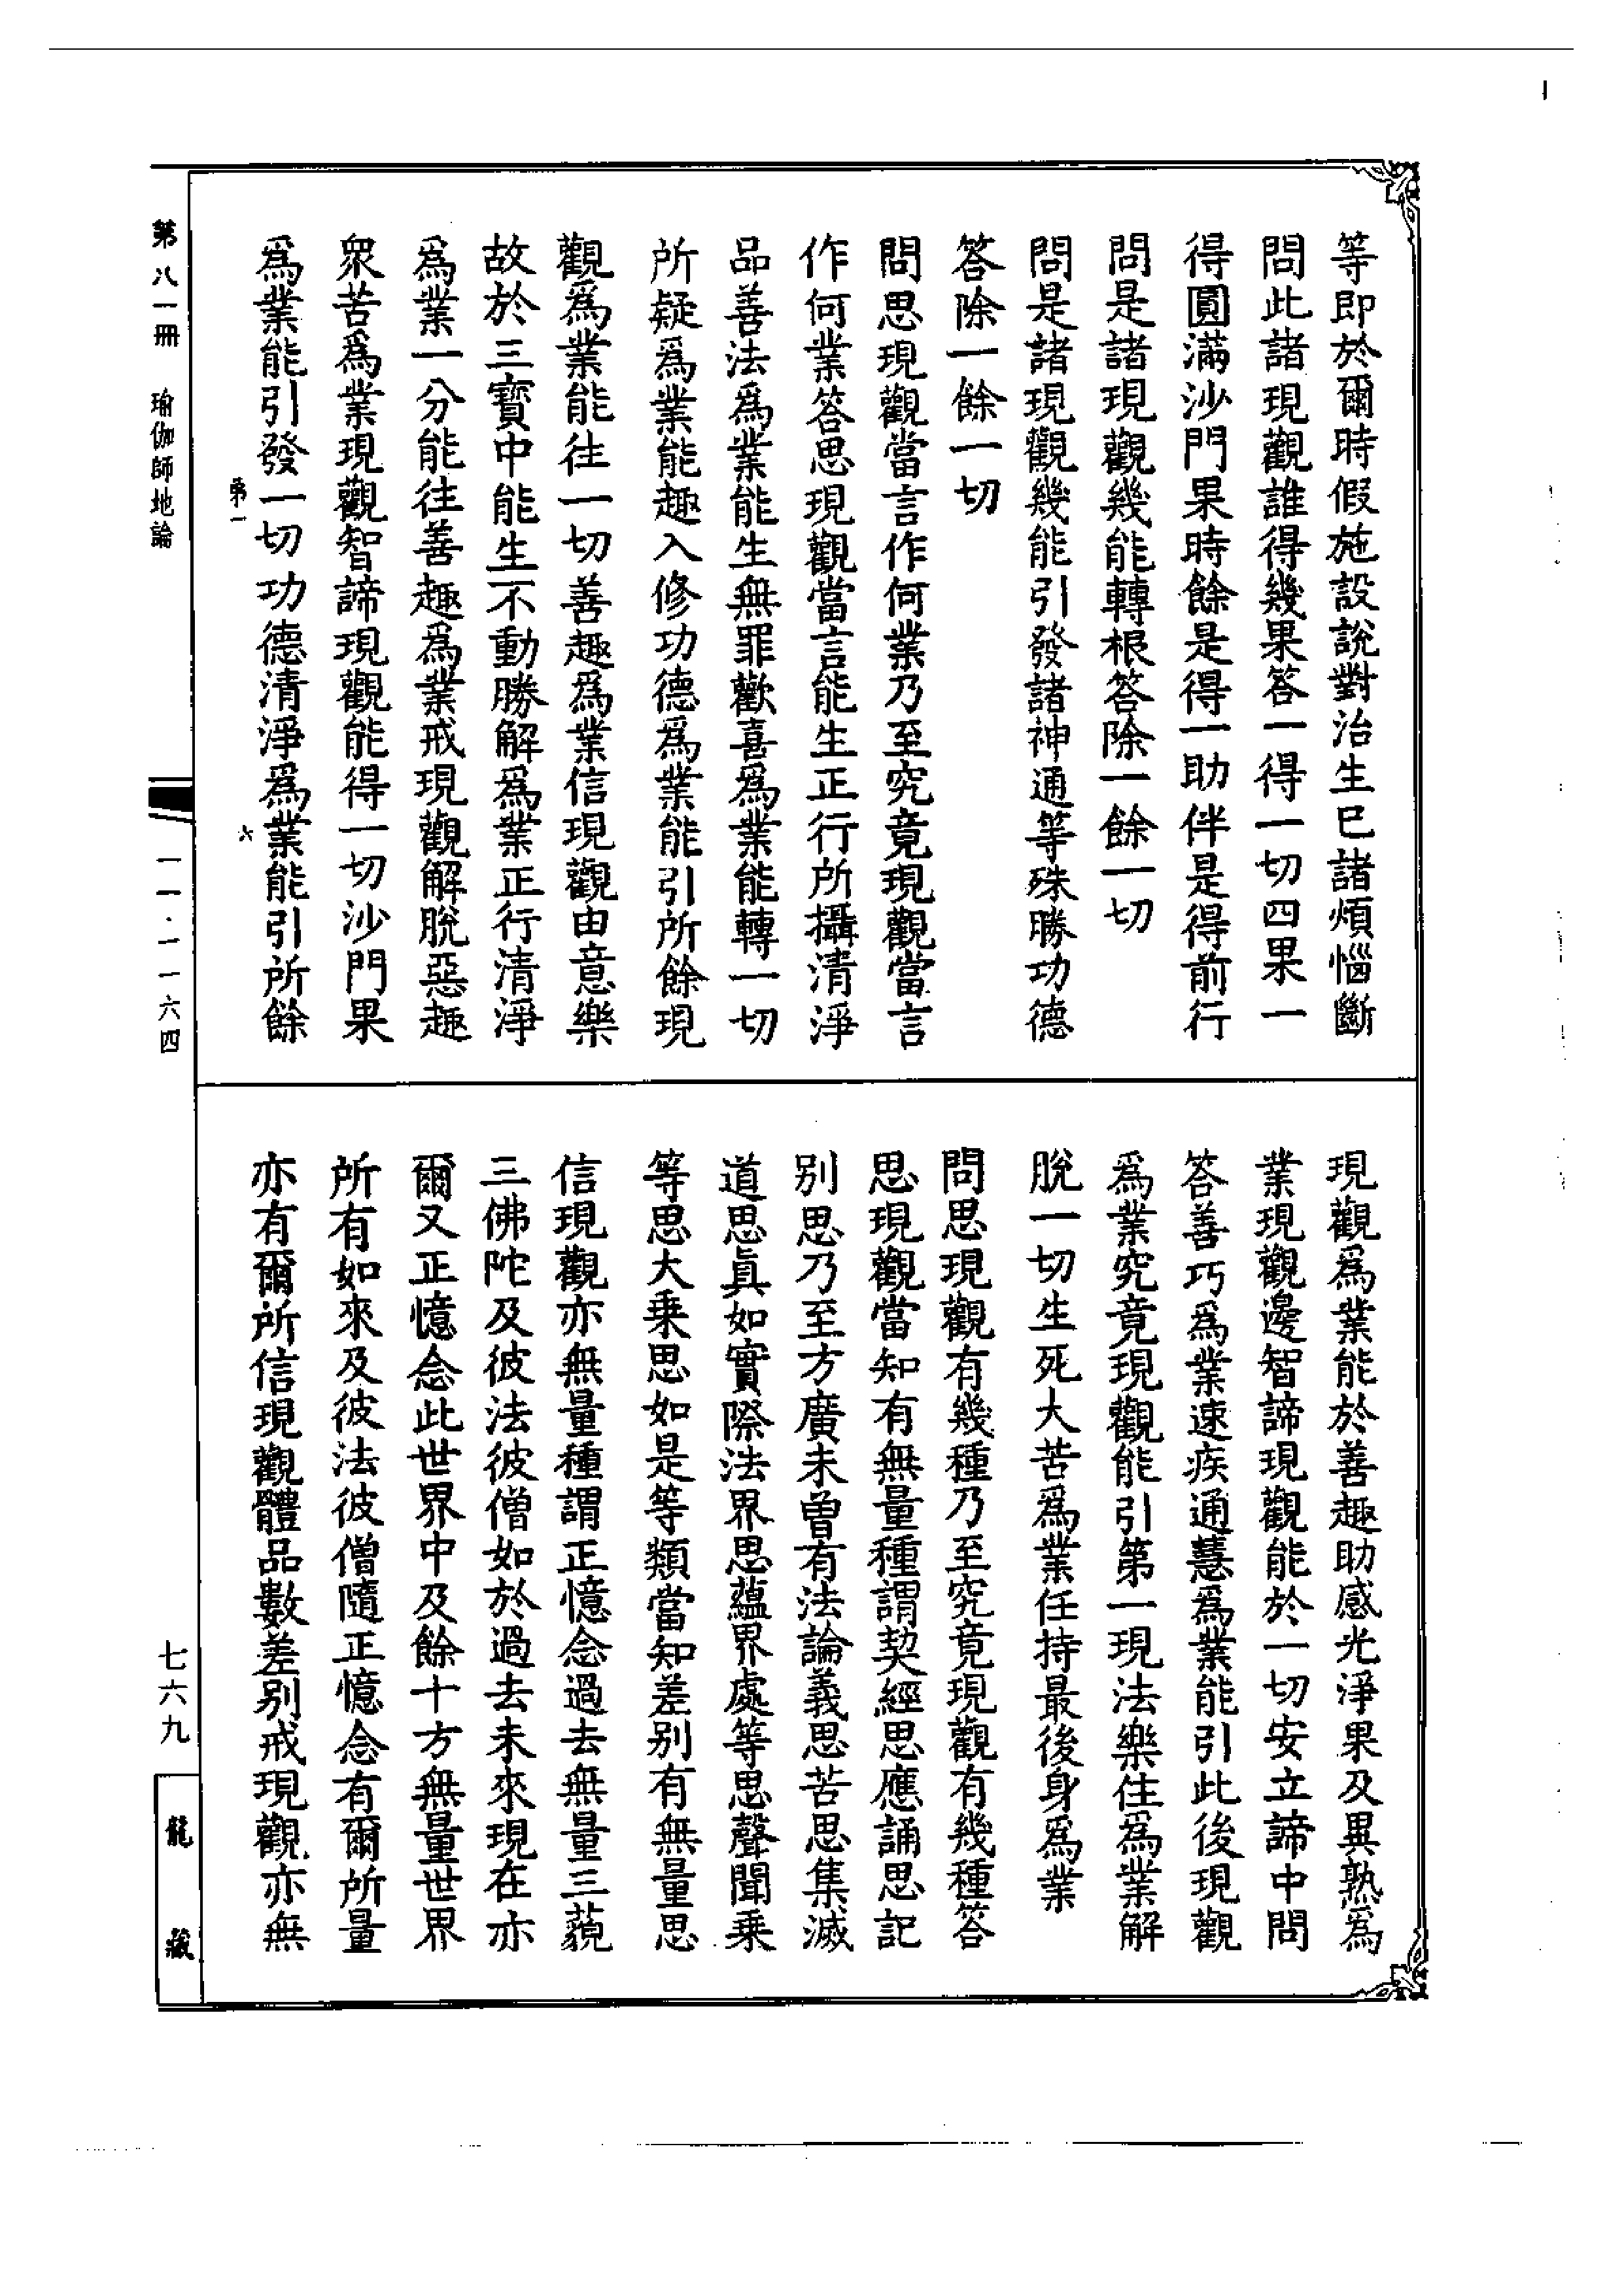 等即於爾時假施設說對治生已諸煩惱斷
問此諸現觀誰得幾果答一得一切四果一
得圓滿沙門果時餘是得一助伴是得前行
問是諸現觀幾能轉根答除一餘一切
問是諸現觀幾能引發諸神通等殊勝功德
答除一餘一切
問思現觀當言作何業乃至究竟現觀當言
作何業答思現觀當言能生正行所攝清淨
品善法為業能生無罪歡喜為業能轉一切
所疑為業能趣入修功德為業能引所餘現
觀為業能往一切善趣為業信現觀由意樂
故於三寶中能生不動勝解為業正行清淨
為業一分能往善趣為業戒現觀解脫惡趣
眾苦為業現觀智諦現觀能得一切沙門果
為業能引發一切功德清淨為業能引所餘
現觀為業能於善趣助感光淨果及異熟為
業現觀邊智諦現觀能於一切安立諦中問
答善巧為業速疾通慧為業能引此後現觀
為業究竟現觀能引第一現法樂住為業解
脫一切生死大苦為業任持最後身為業
問思現觀有幾種乃至究竟現觀有幾種答
思現觀當知有無量種謂契經思應誦思記
別思乃至方廣未曾有法論義思苦思集滅
道思真如實際法界思蘊界處等思聲聞乘
等思大乘思如是等類當知差別有無量思
信現觀亦無量種謂正憶念過去無量三藐
三佛陀及彼法彼僧如於過去未來現在亦
爾又正憶念此世界中及餘十方無量世界
所有如來及彼法彼僧隨正憶念有爾所量
亦有爾所信現觀體品數差別戒現觀亦無
第一
六
第八一冊 瑜伽師地論
一一·一一六四
七六九
龍藏